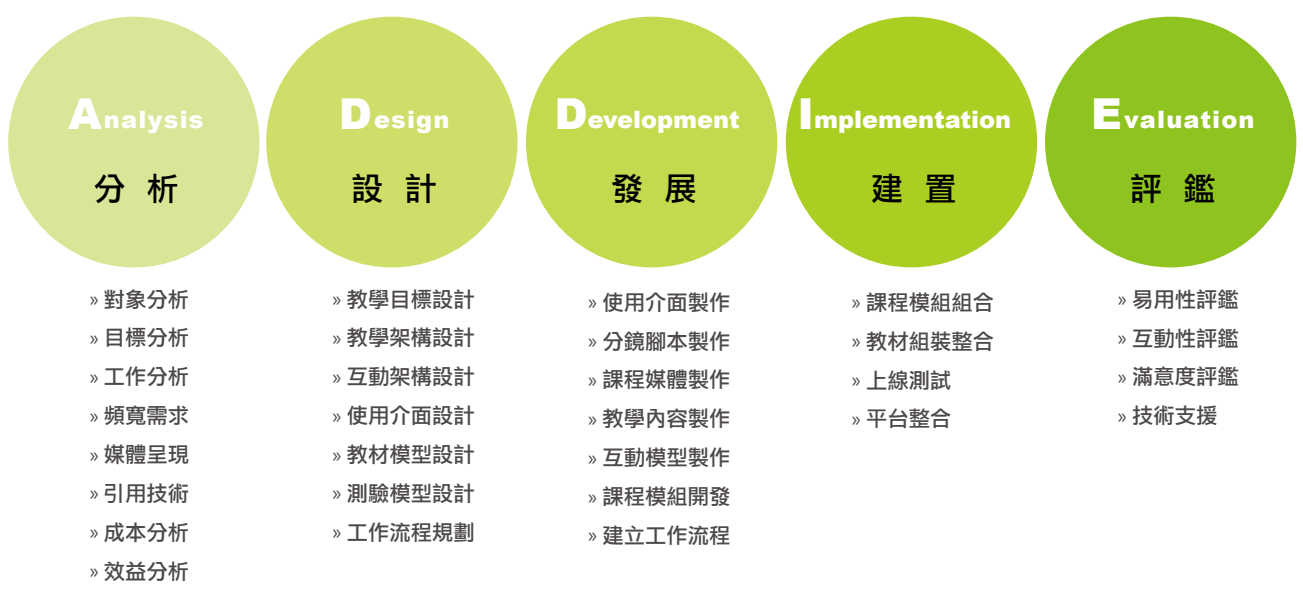 Analysis
分析
» 對象分析
» 目標分析
» 工作分析
» 頻寬需求
» 媒體呈現
» 引用技術
» 成本分析
» 效益分析
Design
設計
» 教學目標設計
» 教學架構設計
» 互動架構設計
» 使用介面設計
» 教材模型設計
» 測驗模型設計
» 工作流程規劃
Development
發展
» 使用介面製作
» 分鏡腳本製作
» 課程媒體製作
» 教學內容製作
» 互動模型製作
» 課程模組開發
» 建立工作流程
Implementation
建置
» 課程模組組合
» 教材組裝整合
» 上線測試
» 平台整合
Evaluation
評鑑
» 易用性評鑑
» 互動性評鑑
» 滿意度評鑑
» 技術支援